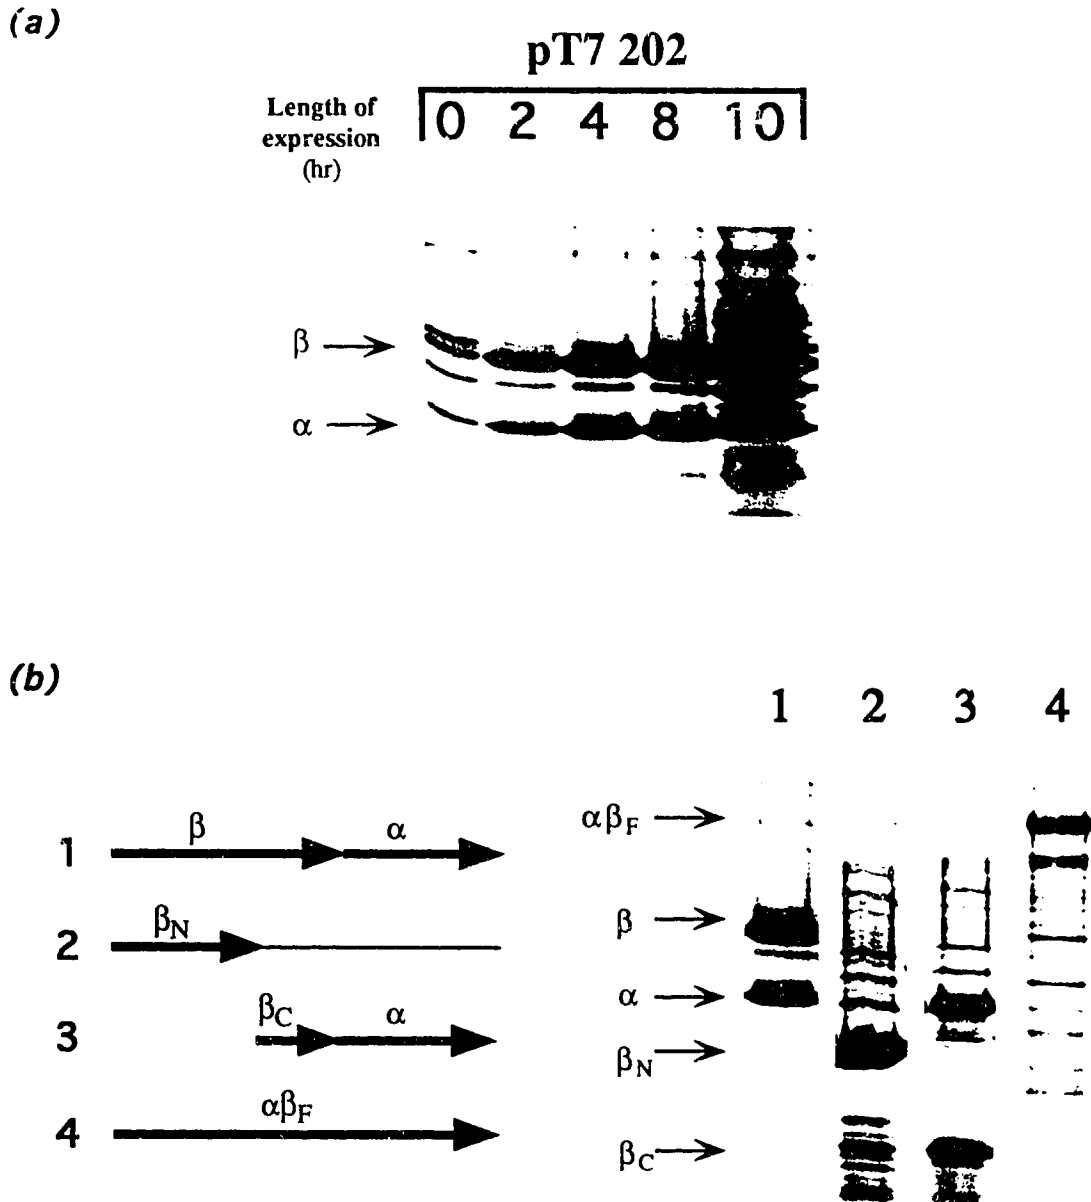 (a)
pT7 202
Length of expression (hr)
0 2 4 8 10
β
α
(b)
1 2 3 4
1 β α
2 βN
3 βC α
4 αβF
αβF
β
α
βN
βC